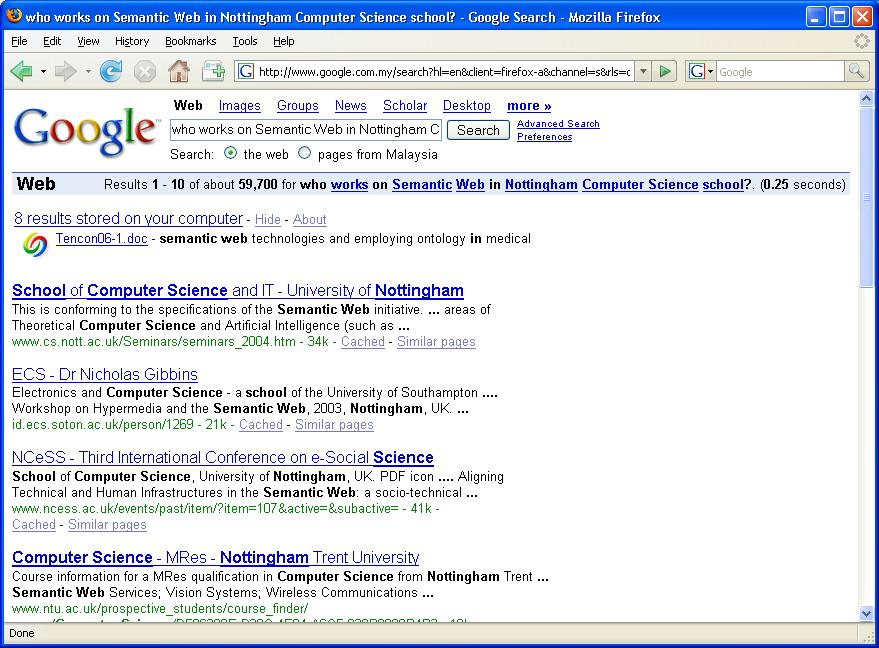 who works on Semantic Web in Nottingham Computer Science school? - Google Search - Mozilla Firefox
File Edit View History Bookmarks Tools Help
http://www.google.com.my/search?hl=en&client=firefox-a&channel=s&rls=c
Google
Google
Web Images Groups News Scholar Desktop more »
who works on Semantic Web in Nottingham C
Search
Advanced Search
Preferences
Search: the web pages from Malaysia
Web Results 1 - 10 of about 59,700 for who works on Semantic Web in Nottingham Computer Science school?. (0.25 seconds)
8 results stored on your computer - Hide - About
Tencon06-1.doc - semantic web technologies and employing ontology in medical
School of Computer Science and IT - University of Nottingham
This is conforming to the specifications of the Semantic Web initiative. ... areas of
Theoretical Computer Science and Artificial Intelligence (such as ...
www.cs.nott.ac.uk/Seminars/seminars_2004.htm - 34k - Cached - Similar pages
ECS - Dr Nicholas Gibbins
Electronics and Computer Science - a school of the University of Southampton ....
Workshop on Hypermedia and the Semantic Web, 2003, Nottingham, UK. ...
id.ecs.soton.ac.uk/person/1269 - 21k - Cached - Similar pages
NCeSS - Third International Conference on e-Social Science
School of Computer Science, University of Nottingham, UK. PDF icon .... Aligning
Technical and Human Infrastructures in the Semantic Web: a socio-technical ...
www.ncess.ac.uk/events/past/item/?item=107&active=&subactive= - 41k -
Cached - Similar pages
Computer Science - MRes - Nottingham Trent University
Course information for a MRes qualification in Computer Science from Nottingham Trent ...
Semantic Web Services; Vision Systems; Wireless Communications ...
www.ntu.ac.uk/prospective_students/course_finder/
Done